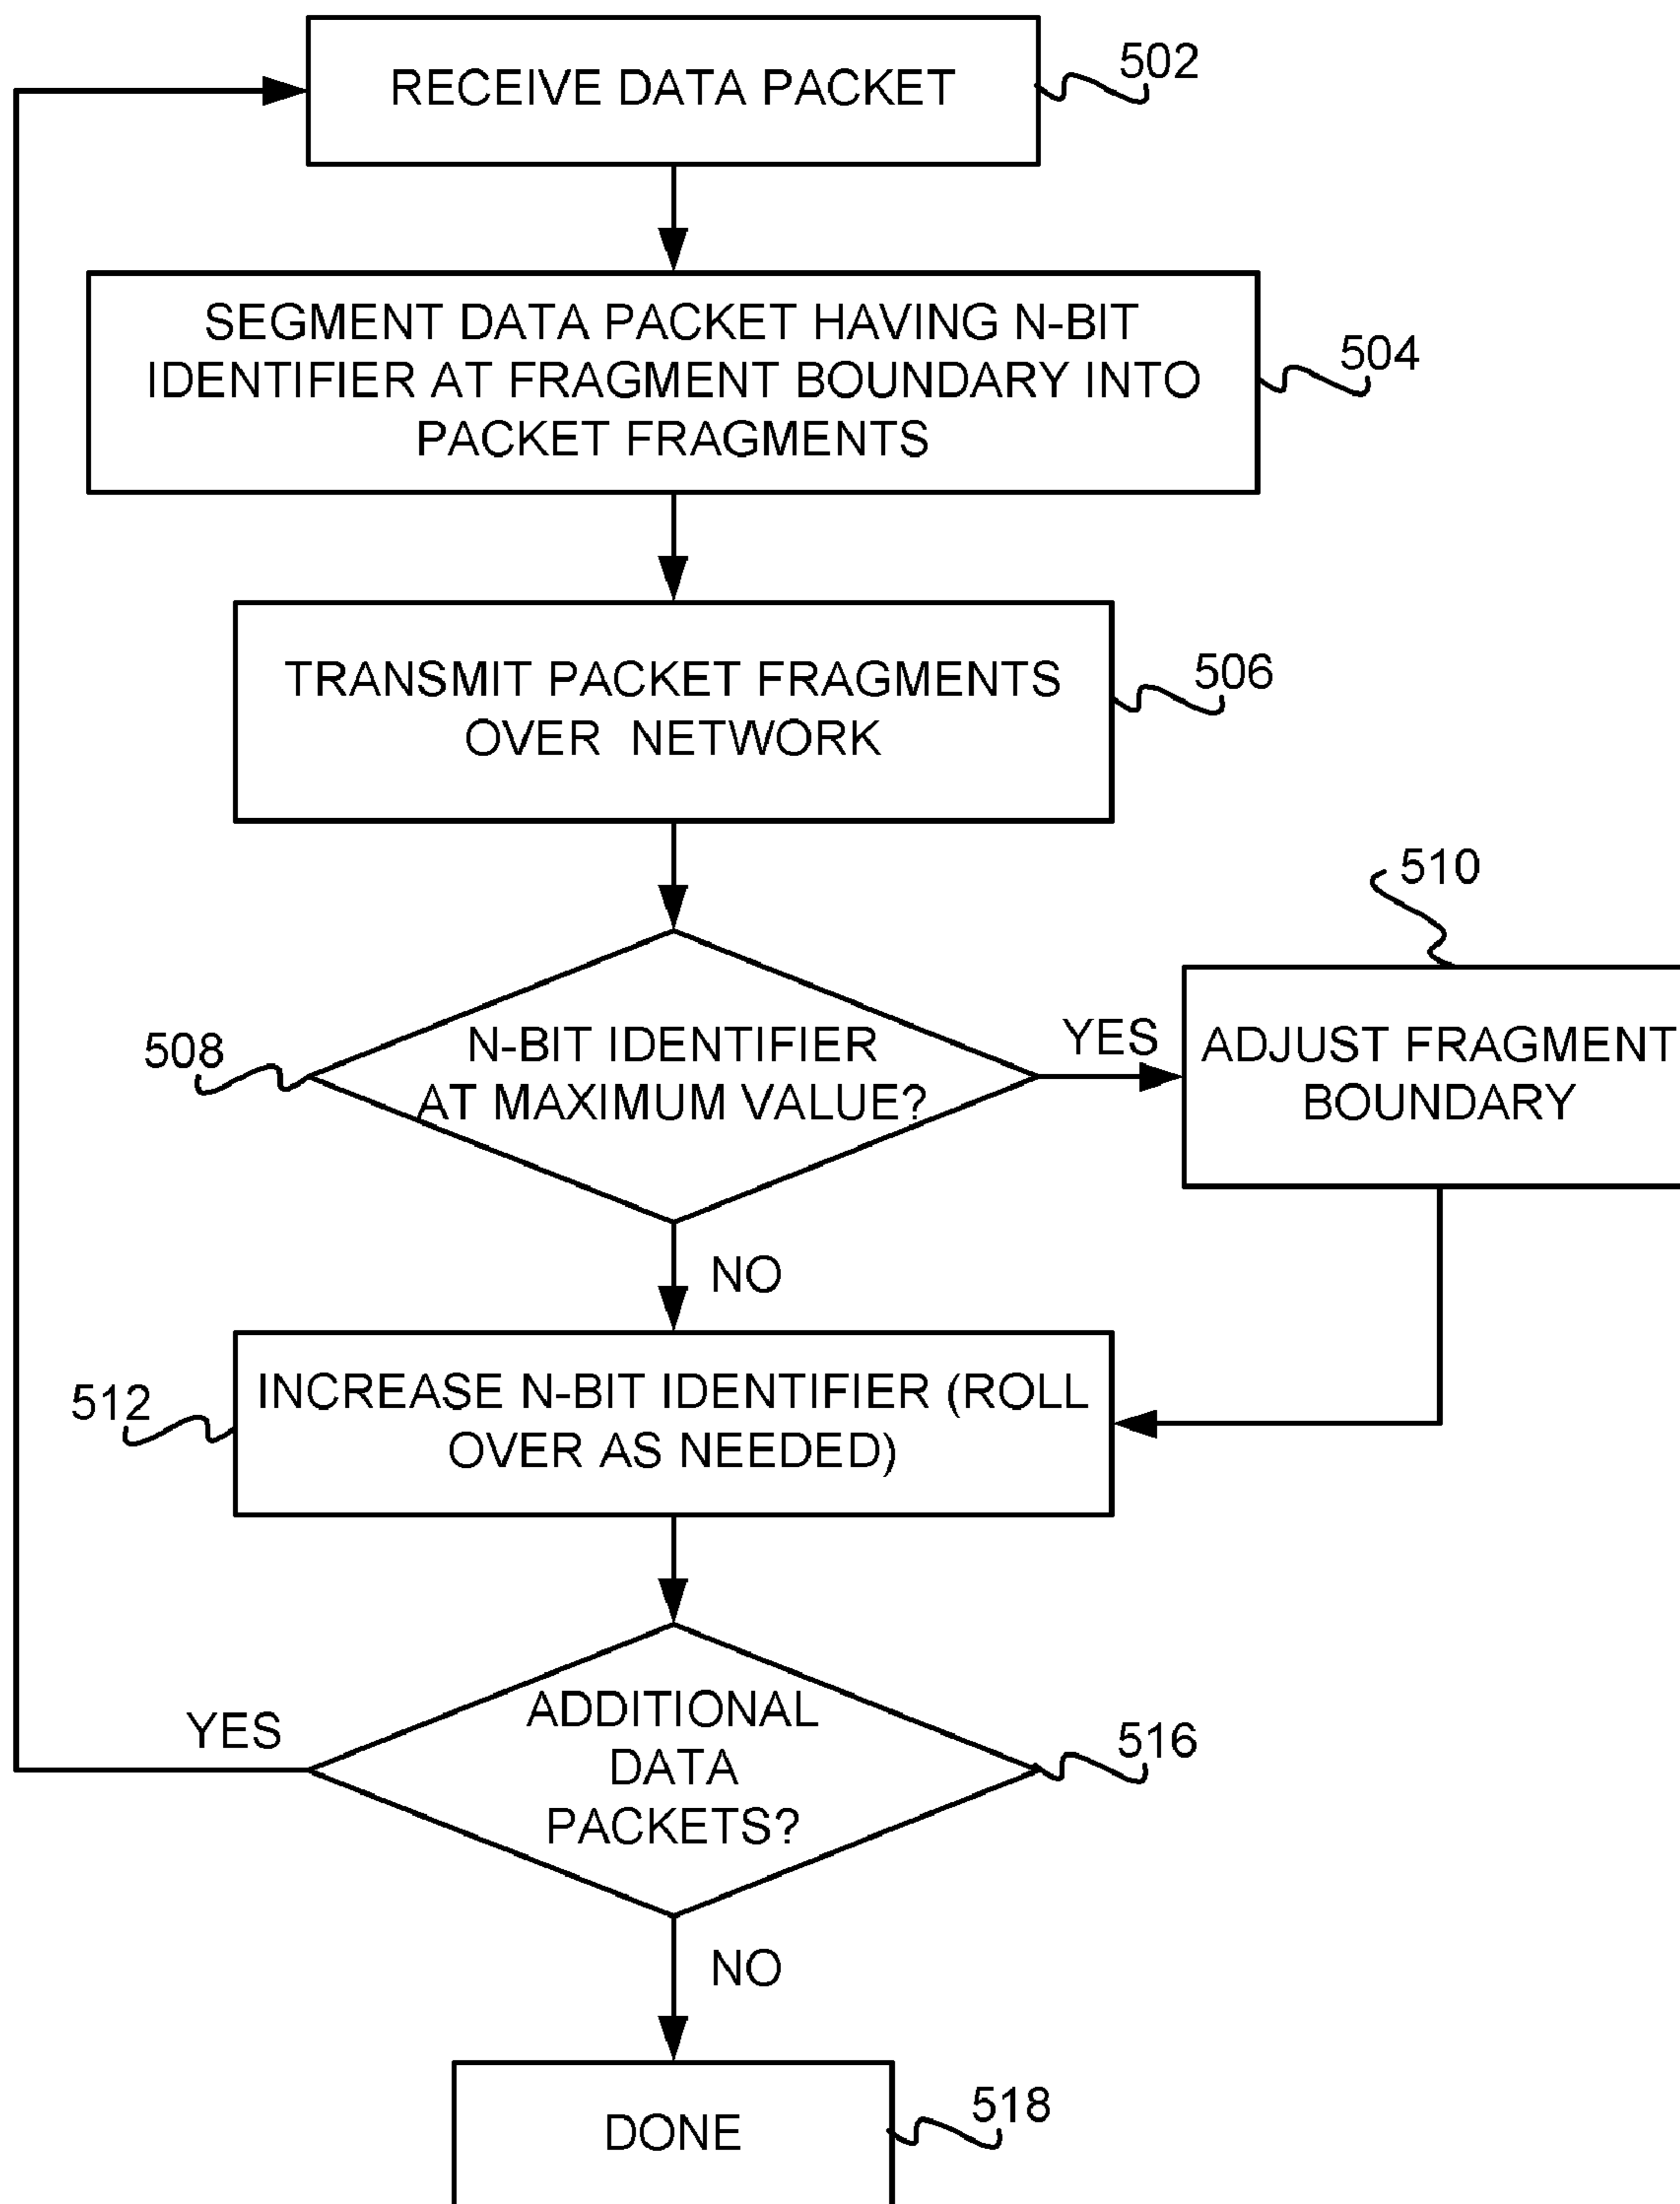 RECEIVE DATA PACKET
502
SEGMENT DATA PACKET HAVING N-BIT
IDENTIFIER AT FRAGMENT BOUNDARY INTO
PACKET FRAGMENTS
504
TRANSMIT PACKET FRAGMENTS
OVER NETWORK
506
508
N-BIT IDENTIFIER
AT MAXIMUM VALUE?
YES
510
ADJUST FRAGMENT
BOUNDARY
NO
512
INCREASE N-BIT IDENTIFIER (ROLL
OVER AS NEEDED)
YES
ADDITIONAL
DATA
PACKETS?
516
NO
DONE
518